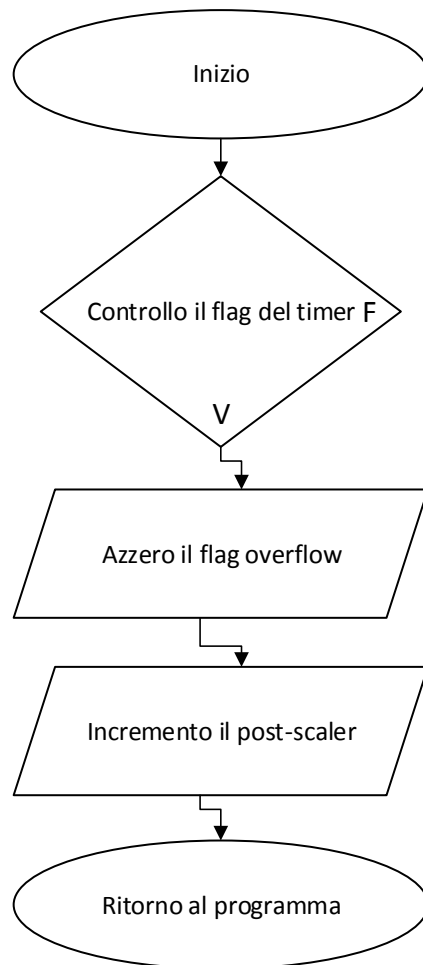 Inizio
Controllo il flag del timer F
V
Azzero il flag overflow
Incremento il post-scaler
Ritorno al programma